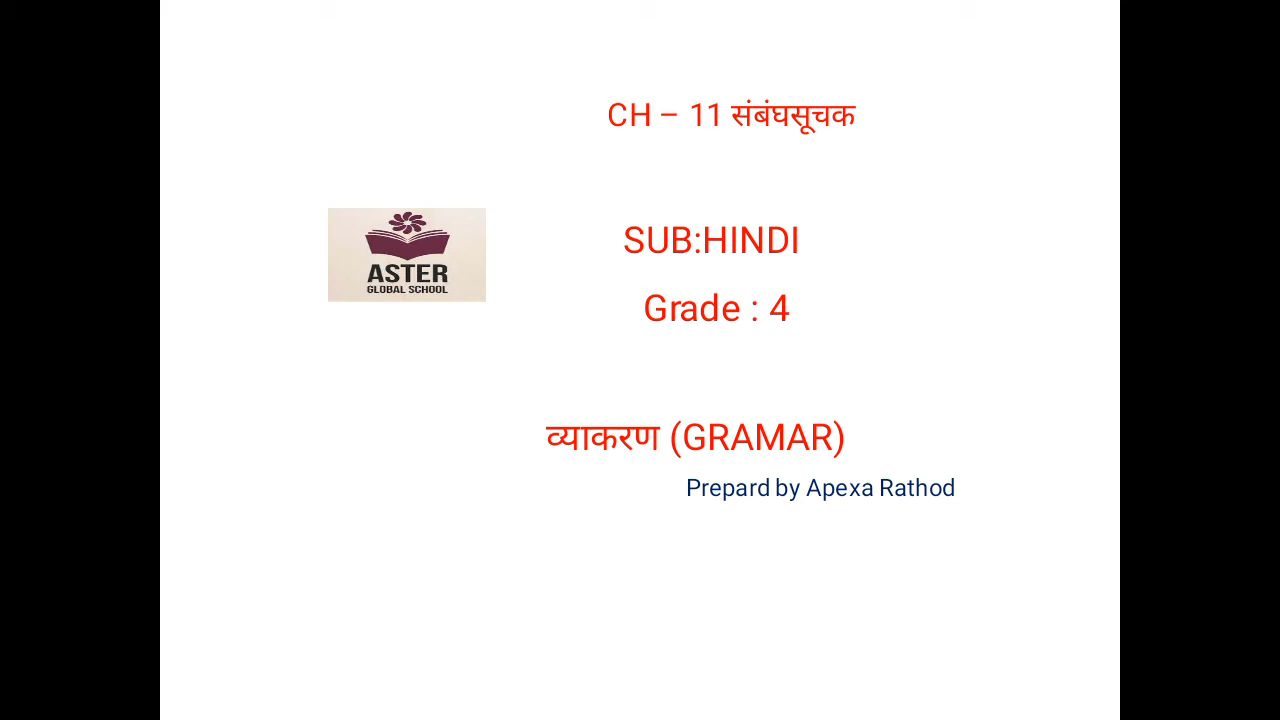 CH – 11 संबंघसूचक
ASTER
GLOBAL SCHOOL
SUB:HINDI
Grade : 4
व्याकरण (GRAMAR)
Prepard by Apexa Rathod